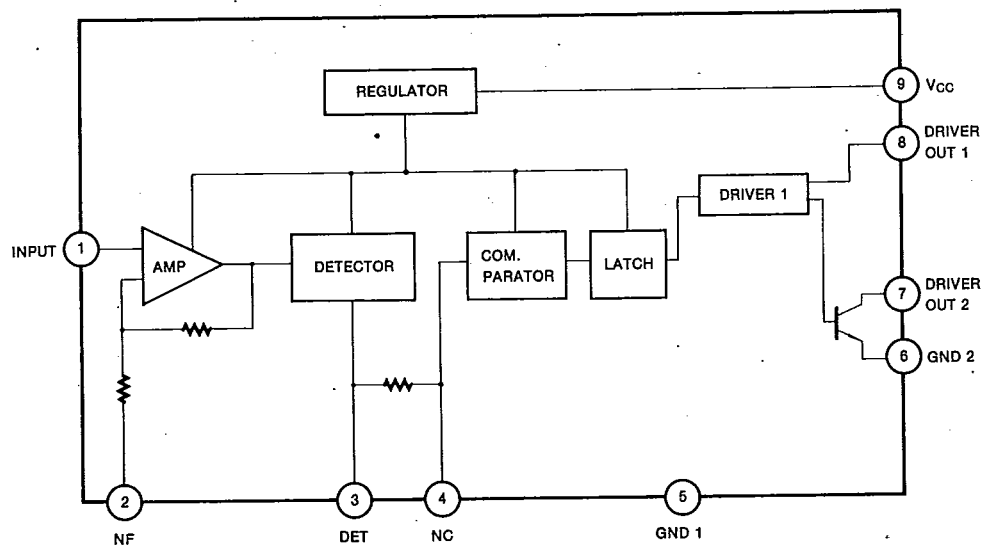 REGULATOR
9
VCC
8
DRIVER
OUT 1
DRIVER 1
INPUT
1
AMP
DETECTOR
COM.
PARATOR
LATCH
7
DRIVER
OUT 2
6
GND 2
2
NF
3
DET
4
NC
5
GND 1